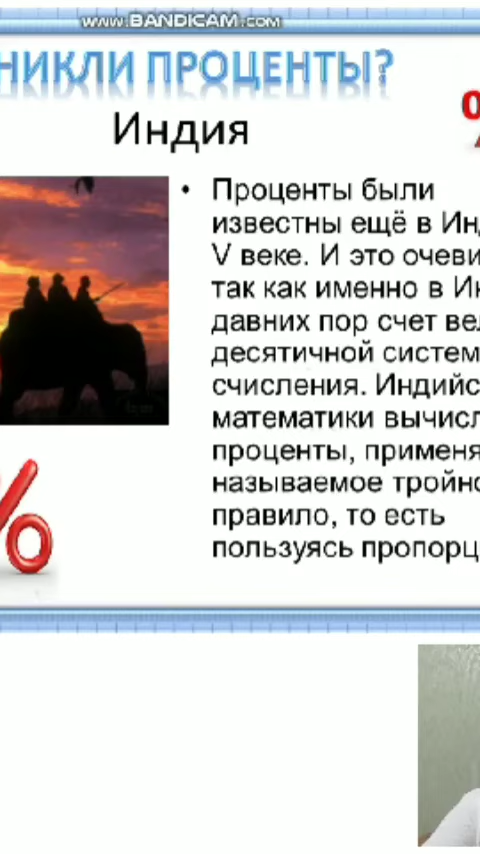 www.BANDICAM.com
НИКЛИ ПРОЦЕНТЫ?
Индия
%
• Проценты были
известны ещё в Инд
V веке. И это очеви
так как именно в Ин
давних пор счет вел
десятичной систем
счисления. Индийс
математики вычисл
проценты, применя
называемое тройно
правило, то есть
пользуясь пропорц
%